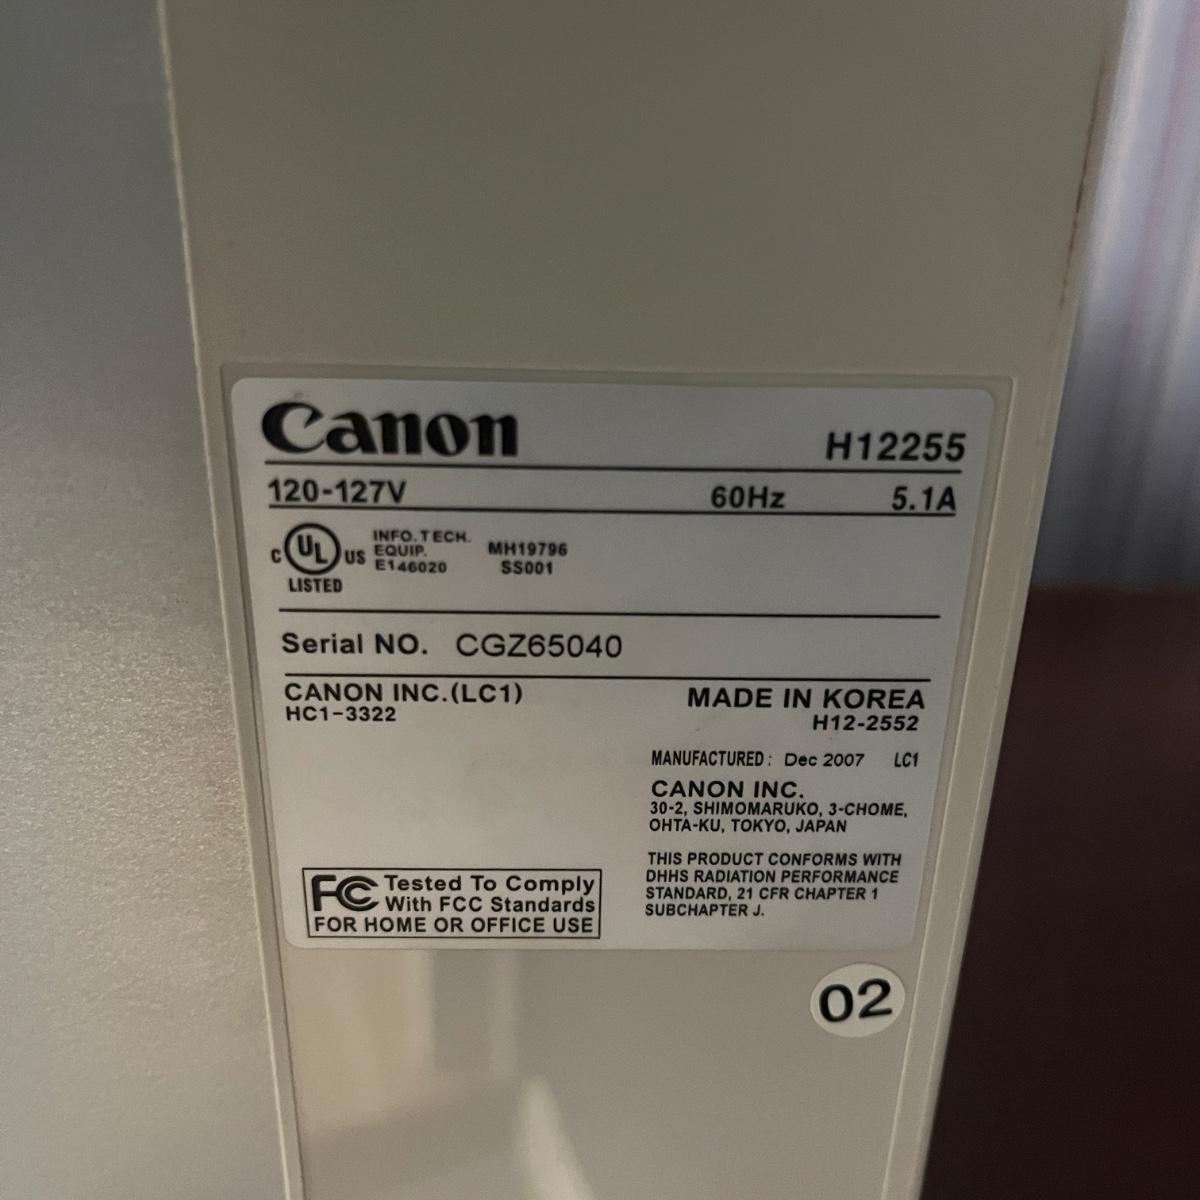 Canon H12255
120-127V 60Hz 5.1A
C UL US LISTED
INFO. TECH.
EQUIP.
E146020
MH19796
SS001
Serial NO. CGZ65040
CANON INC.(LC1)
HC1-3322
MADE IN KOREA
H12-2552
MANUFACTURED : Dec 2007 LC1
CANON INC.
30-2, SHIMOMARUKO, 3-CHOME,
OHTA-KU, TOKYO, JAPAN
THIS PRODUCT CONFORMS WITH
DHHS RADIATION PERFORMANCE
STANDARD, 21 CFR CHAPTER 1
SUBCHAPTER J.
FC Tested To Comply
With FCC Standards
FOR HOME OR OFFICE USE
02